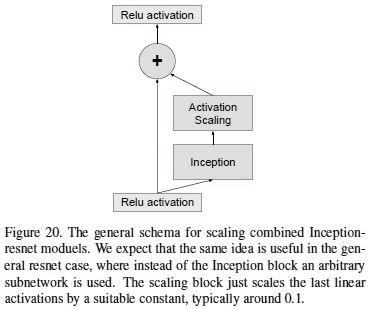 Relu activation
+
Activation
Scaling
Inception
Relu activation
Figure 20. The general schema for scaling combined Inception-
resnet moduels. We expect that the same idea is useful in the gen-
eral resnet case, where instead of the Inception block an arbitrary
subnetwork is used. The scaling block just scales the last linear
activations by a suitable constant, typically around 0.1.